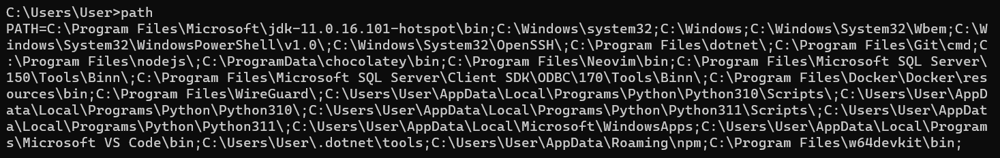 C:\Users\User>path
PATH=C:\Program Files\Microsoft\jdk-11.0.16.101-hotspot\bin;C:\Windows\system32;C:\Windows;C:\Windows\System32\Wbem;C:\W
indows\System32\WindowsPowerShell\v1.0\;C:\Windows\System32\OpenSSH\;C:\Program Files\dotnet\;C:\Program Files\Git\cmd;C
:\Program Files\nodejs\;C:\ProgramData\chocolatey\bin;C:\Program Files\Neovim\bin;C:\Program Files\Microsoft SQL Server\
150\Tools\Binn\;C:\Program Files\Microsoft SQL Server\Client SDK\ODBC\170\Tools\Binn\;C:\Program Files\Docker\Docker\res
ources\bin;C:\Program Files\WireGuard\;C:\Users\User\AppData\Local\Programs\Python\Python310\Scripts\;C:\Users\User\AppD
ata\Local\Programs\Python\Python310\;C:\Users\User\AppData\Local\Programs\Python\Python311\Scripts\;C:\Users\User\AppDat
a\Local\Programs\Python\Python311\;C:\Users\User\AppData\Local\Microsoft\WindowsApps;C:\Users\User\AppData\Local\Program
s\Microsoft VS Code\bin;C:\Users\User\.dotnet\tools;C:\Users\User\AppData\Roaming\npm;C:\Program Files\w64devkit\bin;